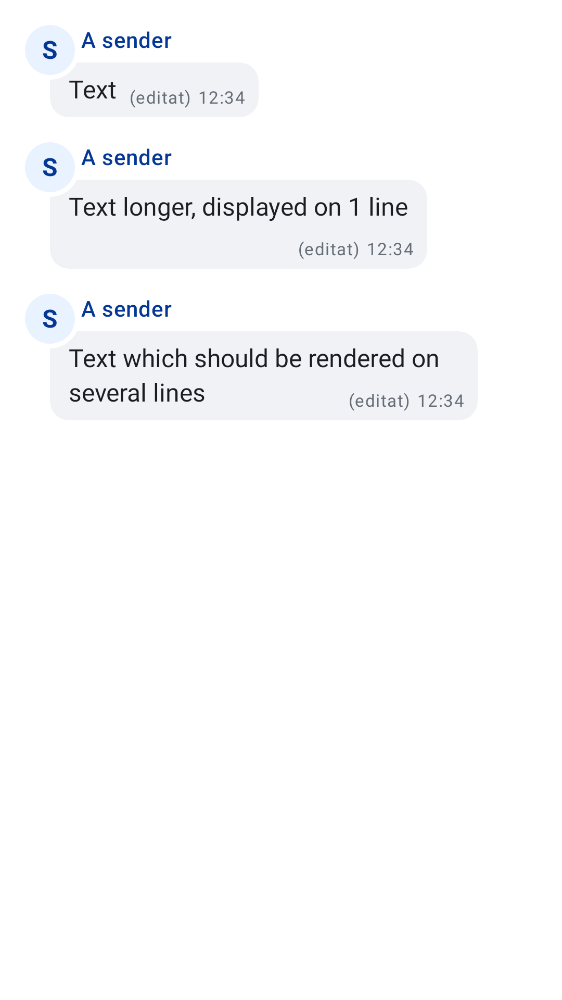 S
A sender
Text (editat) 12:34
S
A sender
Text longer, displayed on 1 line
(editat) 12:34
S
A sender
Text which should be rendered on
several lines (editat) 12:34